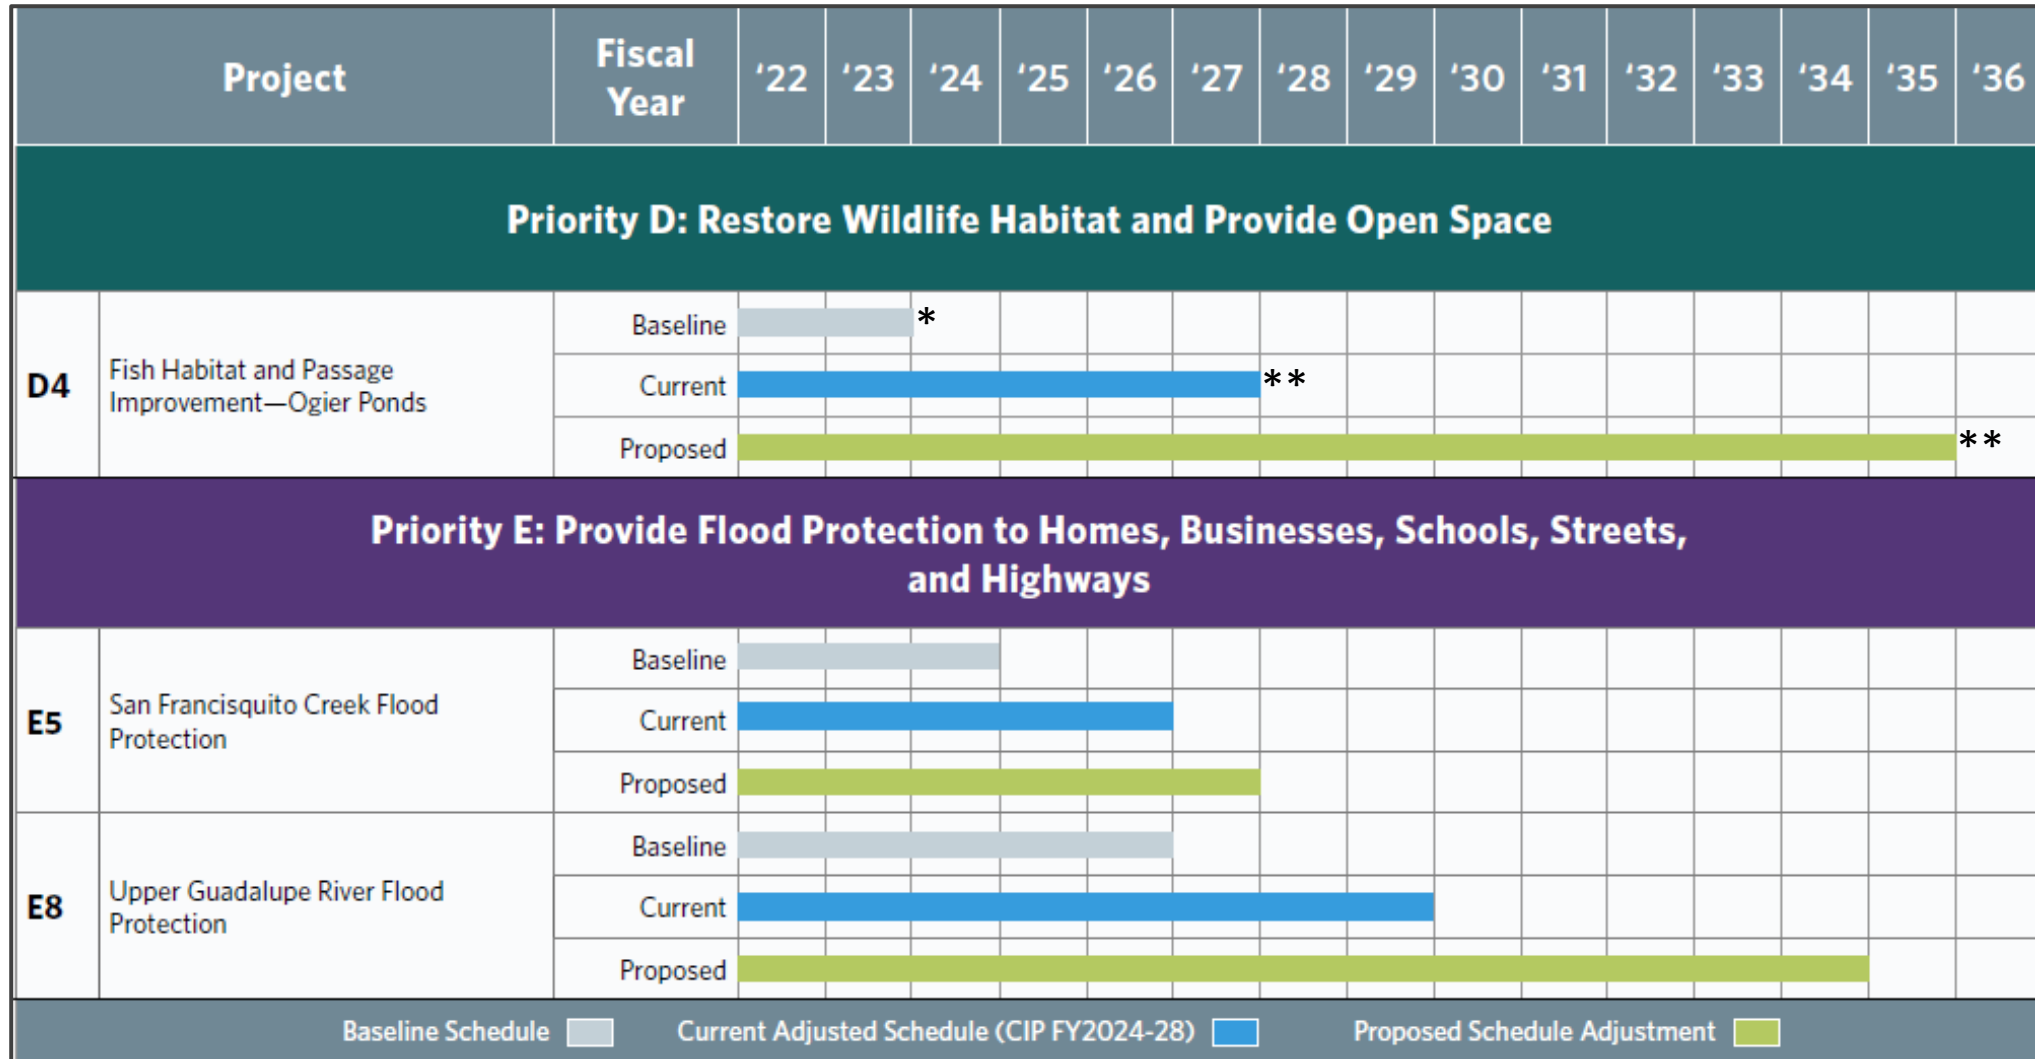 Project
Fiscal
Year
‘22 ‘23 ‘24 ‘25 ‘26 ‘27 ‘28 ‘29 ‘30 ‘31 ‘32 ‘33 ‘34 ‘35 ‘36
Priority D: Restore Wildlife Habitat and Provide Open Space
D4
Fish Habitat and Passage
Improvement—Ogier Ponds
Baseline *
Current **
Proposed **
Priority E: Provide Flood Protection to Homes, Businesses, Schools, Streets,
and Highways
E5
San Francisquito Creek Flood
Protection
Baseline
Current
Proposed
E8
Upper Guadalupe River Flood
Protection
Baseline
Current
Proposed
Baseline Schedule Current Adjusted Schedule (CIP FY2024-28) Proposed Schedule Adjustment